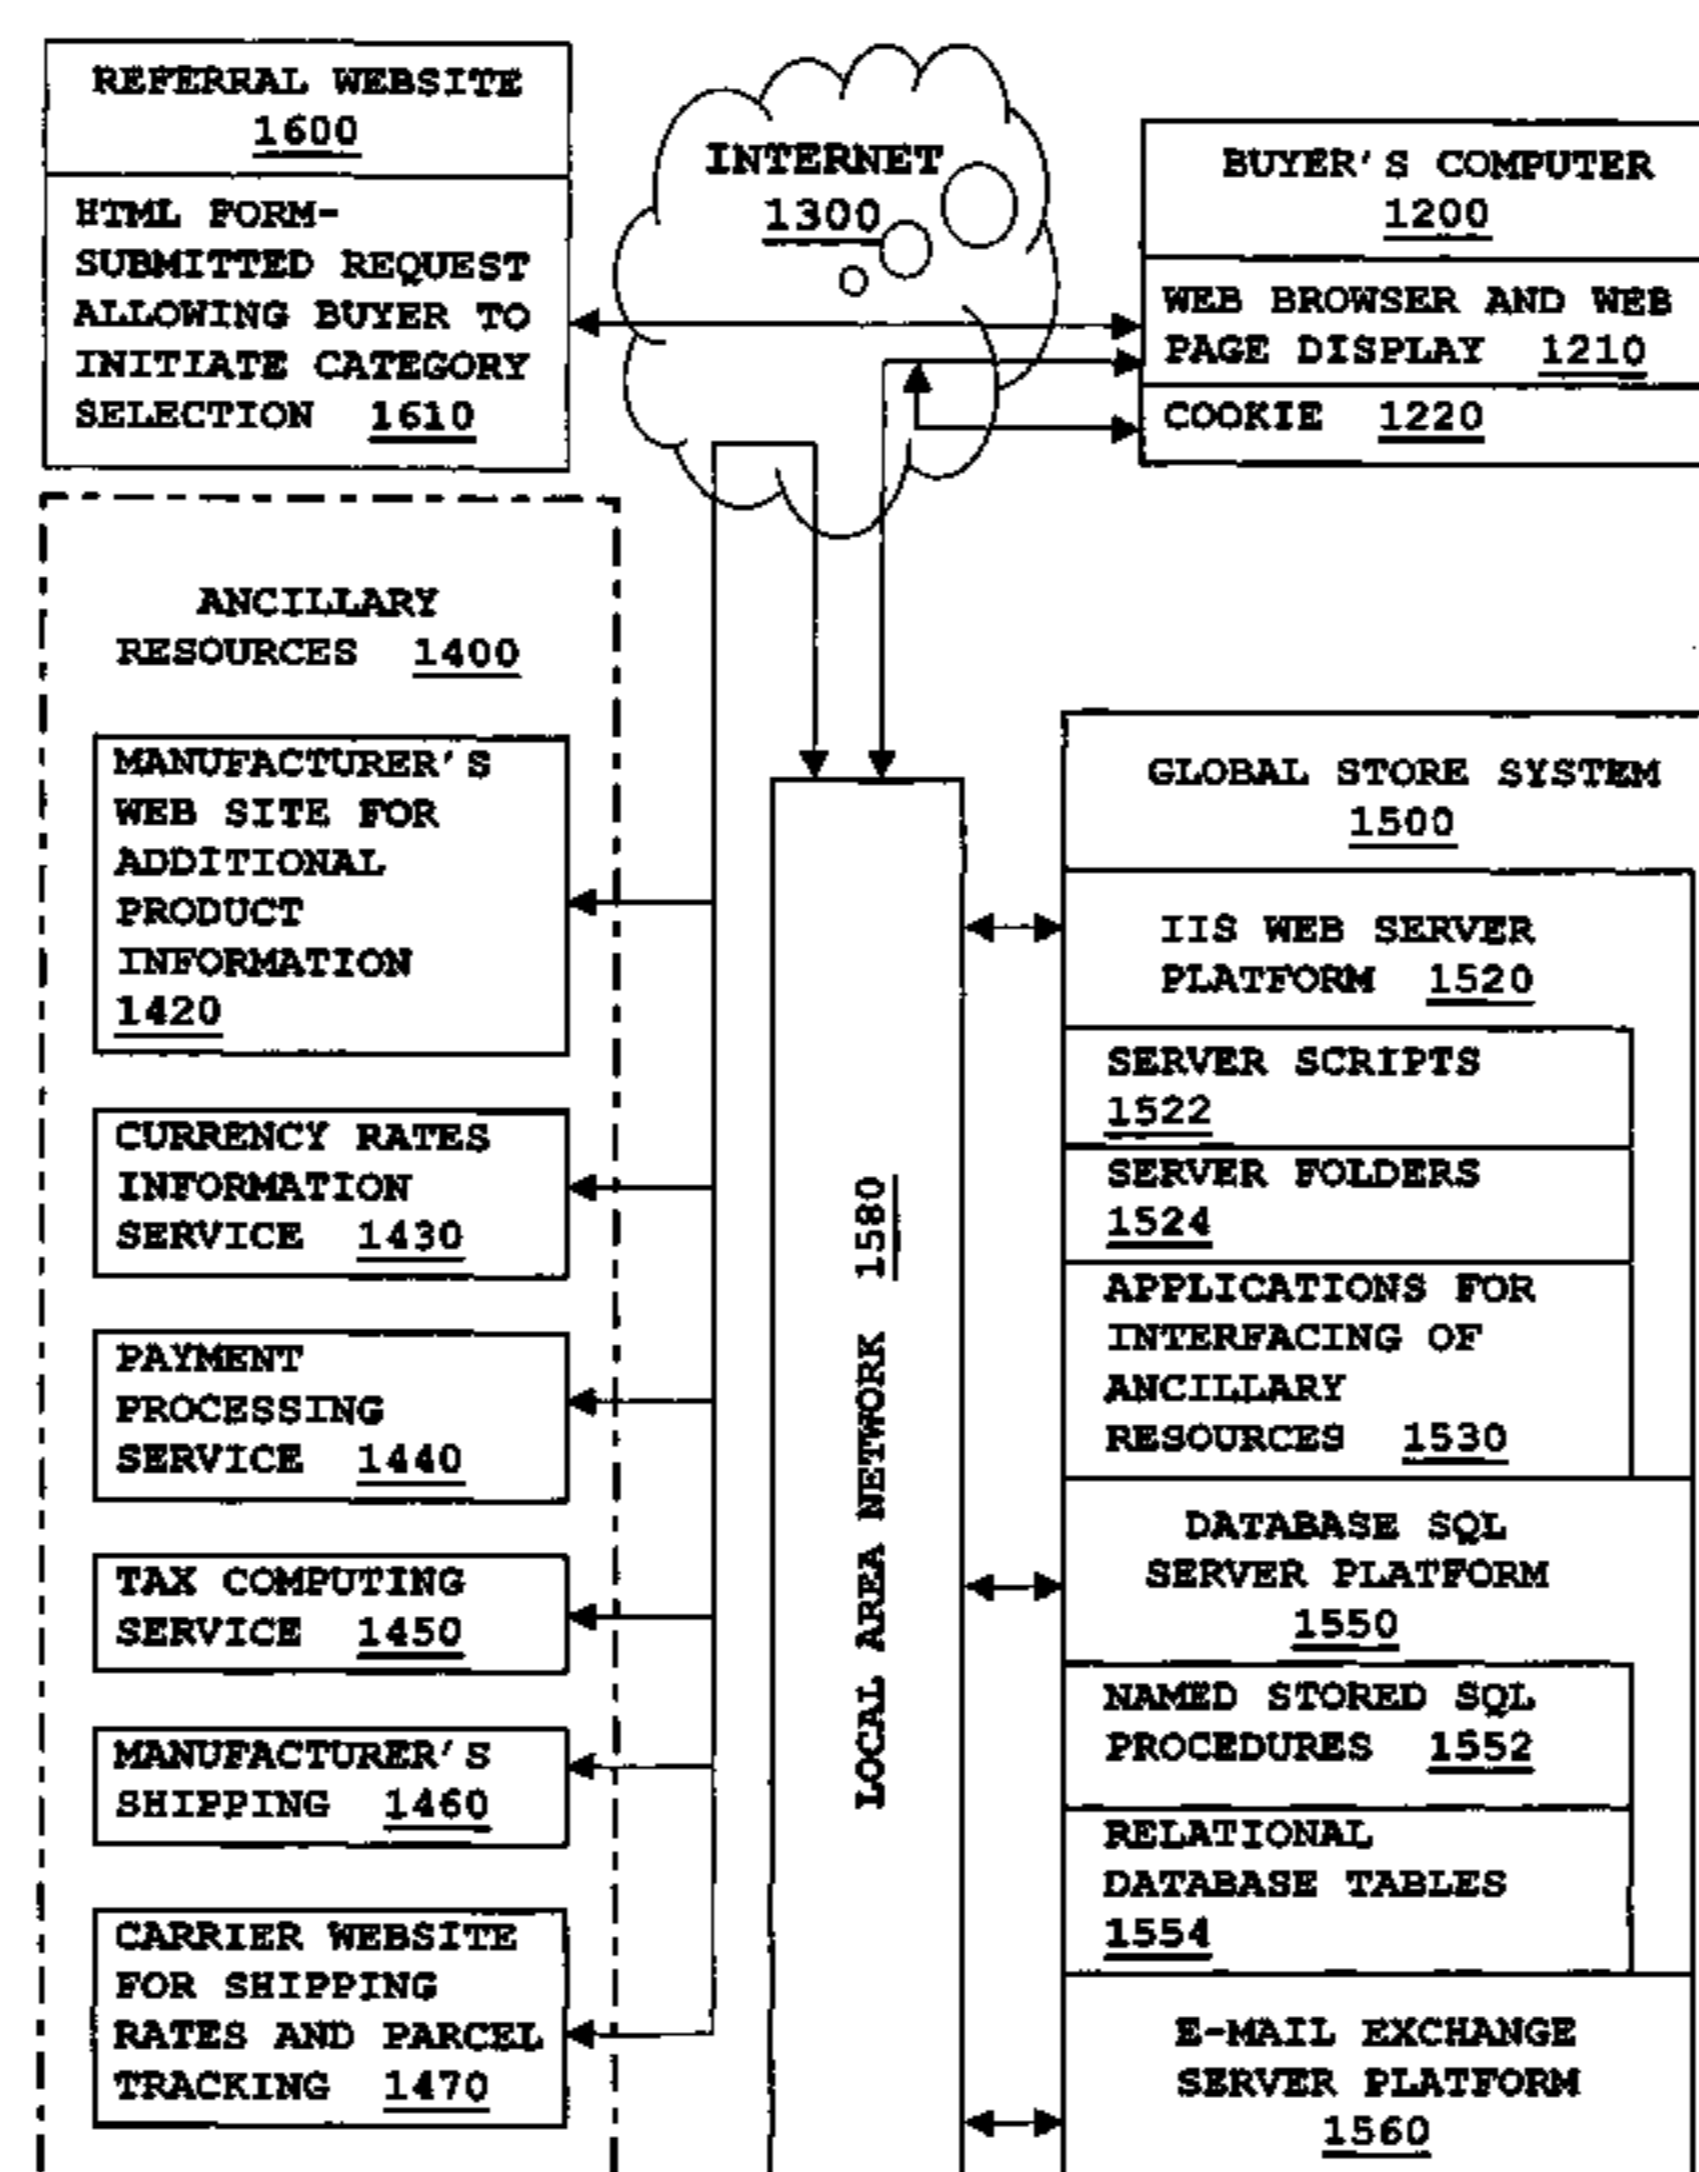 REFERRAL WEBSITE
1600
HTML FORM-
SUBMITTED REQUEST
ALLOWING BUYER TO
INITIATE CATEGORY
SELECTION 1610
INTERNET
1300
BUYER'S COMPUTER
1200
WEB BROWSER AND WEB
PAGE DISPLAY 1210
COOKIE 1220
ANCILLARY
RESOURCES 1400
MANUFACTURER'S
WEB SITE FOR
ADDITIONAL
PRODUCT
INFORMATION
1420
CURRENCY RATES
INFORMATION
SERVICE 1430
PAYMENT
PROCESSING
SERVICE 1440
TAX COMPUTING
SERVICE 1450
MANUFACTURER'S
SHIPPING 1460
CARRIER WEBSITE
FOR SHIPPING
RATES AND PARCEL
TRACKING 1470
LOCAL AREA NETWORK 1580
GLOBAL STORE SYSTEM
1500
IIS WEB SERVER
PLATFORM 1520
SERVER SCRIPTS
1522
SERVER FOLDERS
1524
APPLICATIONS FOR
INTERFACING OF
ANCILLARY
RESOURCES 1530
DATABASE SQL
SERVER PLATFORM
1550
NAMED STORED SQL
PROCEDURES 1552
RELATIONAL
DATABASE TABLES
1554
E-MAIL EXCHANGE
SERVER PLATFORM
1560